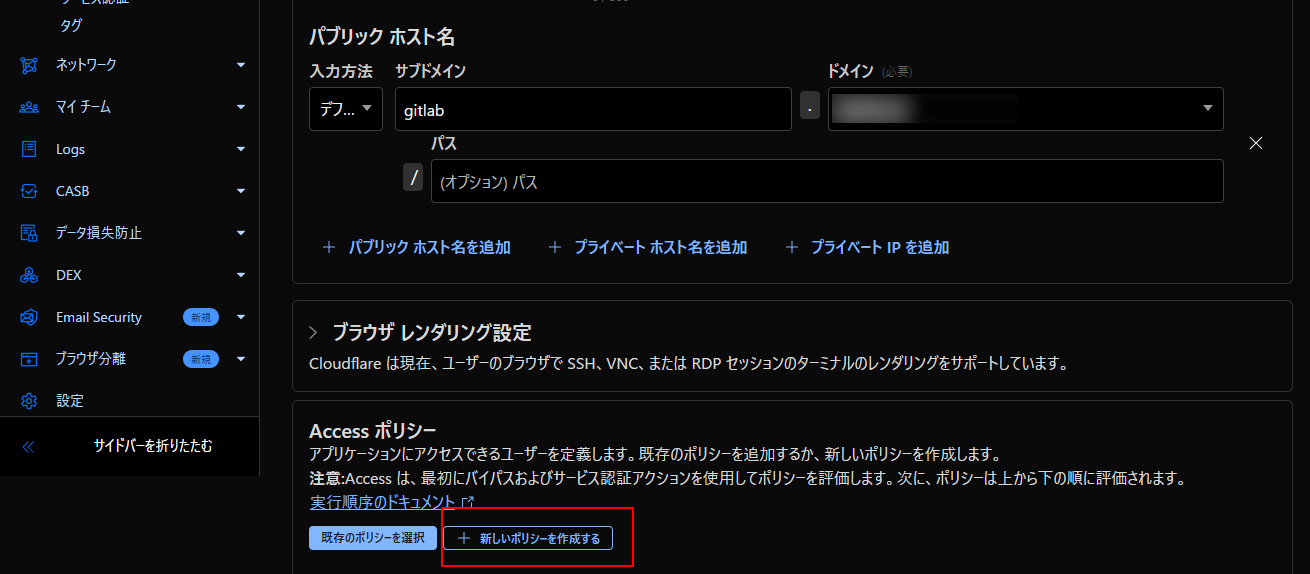 タグ
ネットワーク
マイ チーム
Logs
CASB
データ損失防止
DEX
Email Security 新規
ブラウザ分離 新規
設定
サイドバーを折りたたむ
パブリック ホスト名
入力方法 サブドメイン ドメイン (必要)
デフ... gitlab .
パス
/ (オプション) パス
+ パブリック ホスト名を追加 + プライベート ホスト名を追加 + プライベート IP を追加
ブラウザ レンダリング設定
Cloudflare は現在、ユーザーのブラウザで SSH、VNC、または RDP セッションのターミナルのレンダリングをサポートしています。
Access ポリシー
アプリケーションにアクセスできるユーザーを定義します。既存のポリシーを追加するか、新しいポリシーを作成します。
注意:Access は、最初にバイパスおよびサービス認証アクションを使用してポリシーを評価します。次に、ポリシーは上から下の順に評価されます。
実行順序のドキュメント
既存のポリシーを選択 + 新しいポリシーを作成する